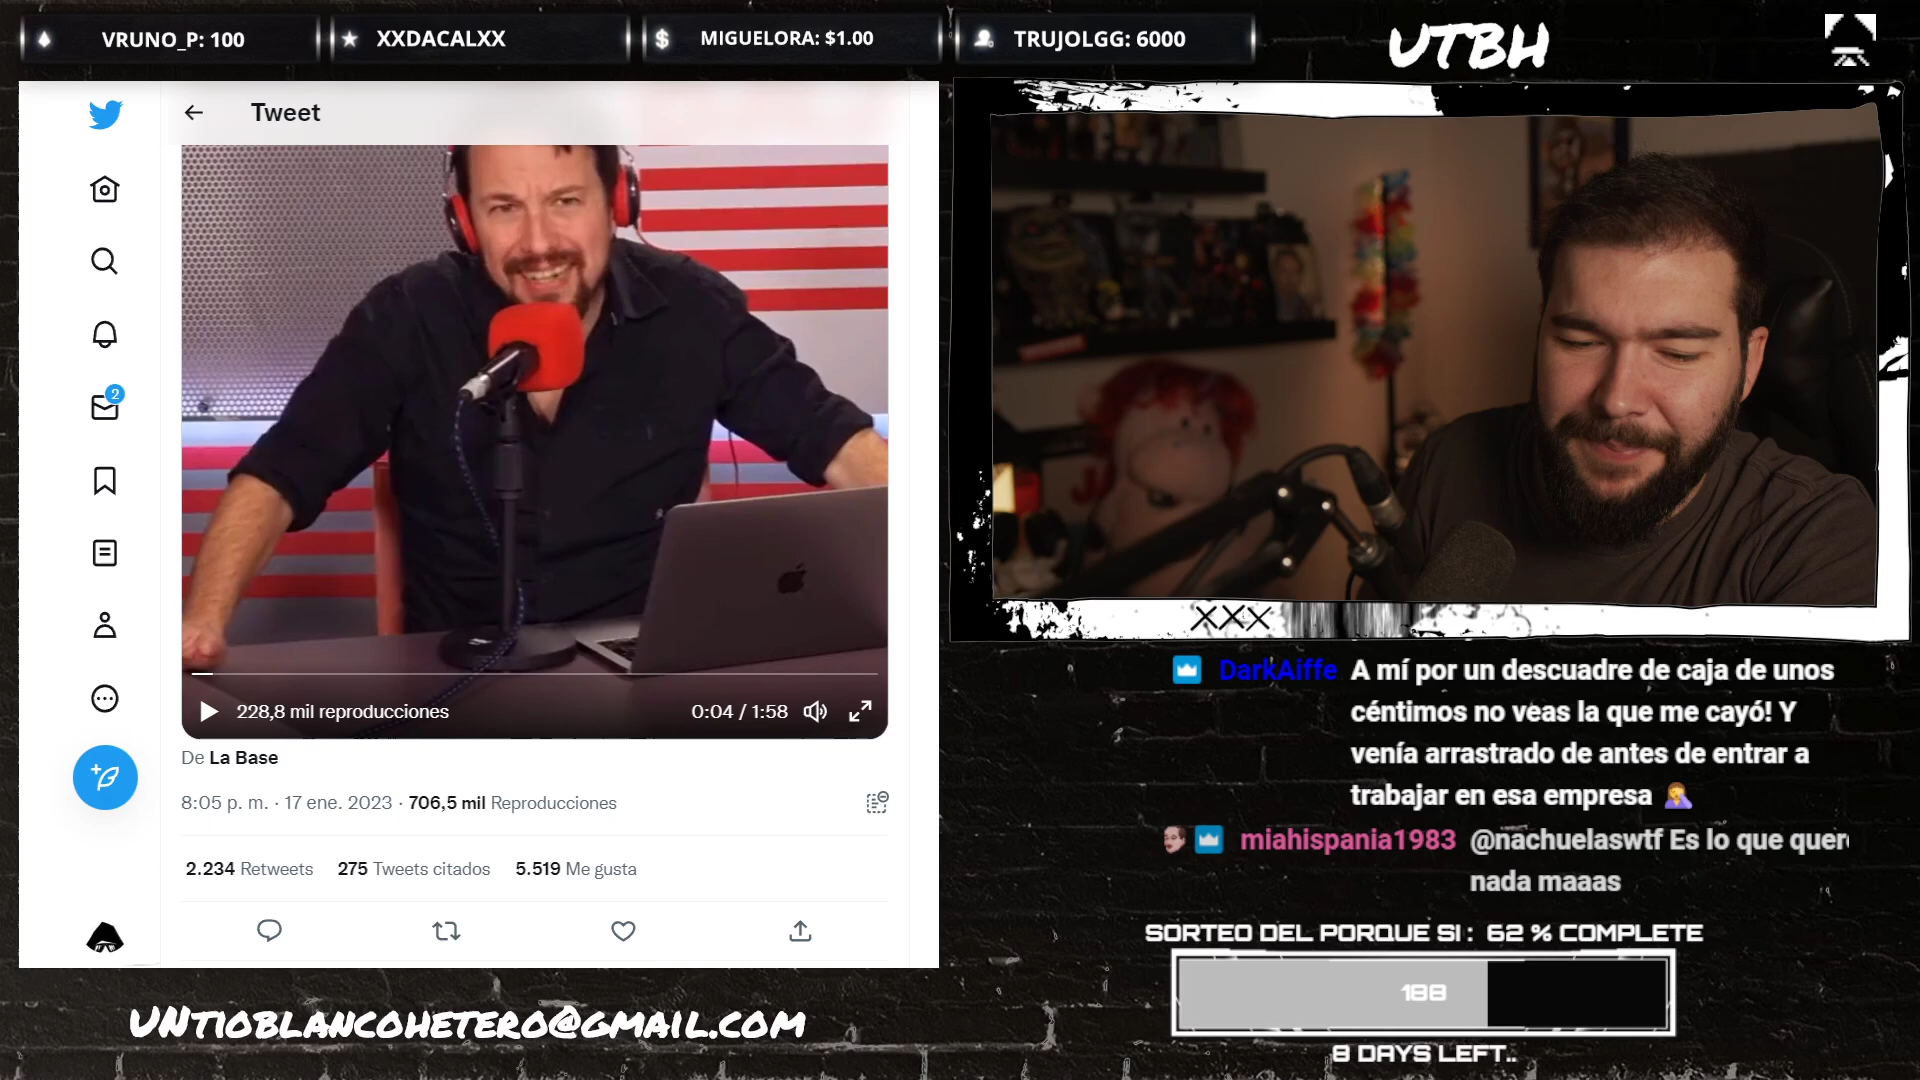 VRUNO_P: 100
XXDACALXX
MIGUELORA: $1.00
TRUJOLGG: 6000
UTBH
Tweet
2
228,8 mil reproducciones
0:04 / 1:58
De La Base
8:05 p. m. · 17 ene. 2023 · 706,5 mil Reproducciones
2.234 Retweets 275 Tweets citados 5.519 Me gusta
UNTIOBLANCOHETERO@GMAIL.COM
XXX
DarkAiffe A mí por un descuadre de caja de unos
céntimos no veas la que me cayó! Y
venía arrastrado de antes de entrar a
trabajar en esa empresa
miahispania1983 @nachuelaswtf Es lo que quer
nada maaas
SORTEO DEL PORQUE SI : 62 % COMPLETE
188
8 DAYS LEFT..